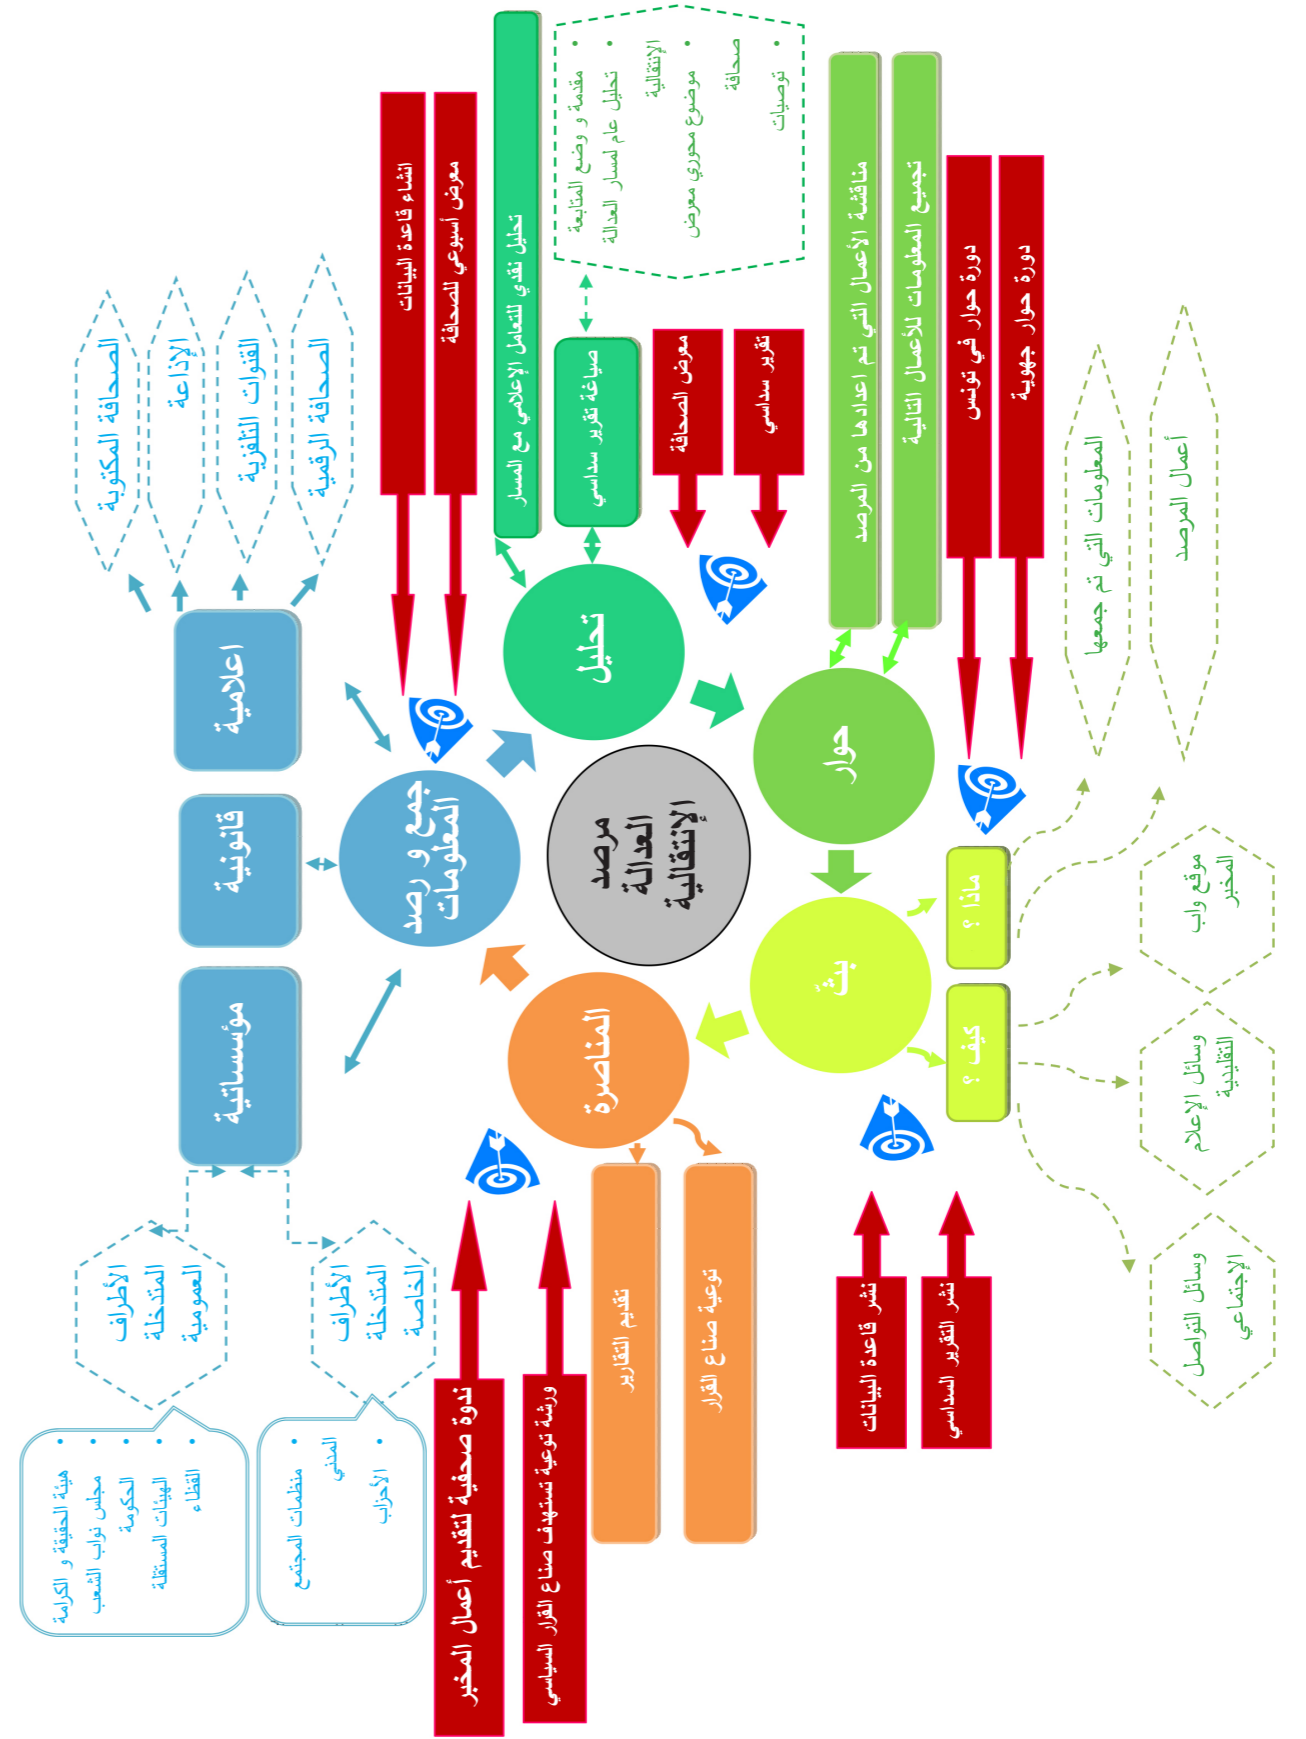 مرصد
العدالة
الإنتقالية
جمع و رصد
المعلومات
اعلامية
الصحافة المكتوبة
الإذاعة
القنوات التلفزية
الصحافة الرقمية
قانونية
مؤسساتية
الأطراف
المتدخلة
العمومية
• هيئة الحقيقة و الكرامة
• مجلس نواب الشعب
• الحكومة
• الهيئات المستقلة
• القظاء
الأطراف
المتدخلة
الخاصة
• منظمات المجتمع
المدني
• الأحزاب
انشاء قاعدة البيانات
معرض أسبوعي للصحافة
تحليل
تحليل نقدي للتعامل الإعلامي مع المسار
صياغة تقرير سداسي
• مقدمة و وضع المتابعة
• تحليل عام لمسار العدالة
الإنتقالية
• موضوع محوري معرض
صحافة
• توصيات
معرض الصحافة
تقرير سداسي
حوار
مناقشة الأعمال التي تم اعدادها من المرصد
تجميع المعلومات للأعمال التالية
دورة حوار في تونس
دورة حوار جهوية
بث
ماذا ؟
المعلومات التي تم جمعها
أعمال المرصد
كيف ؟
موقع واب
المخبر
وسائل الإعلام
التقليدية
وسائل التواصل
الإجتماعي
نشر قاعدة البيانات
نشر التقرير السداسي
المناصرة
تقديم التقارير
توعية صناع القرار
ندوة صحفية لتقديم أعمال المخبر
ورشة توعية تستهدف صناع القرار السياسي